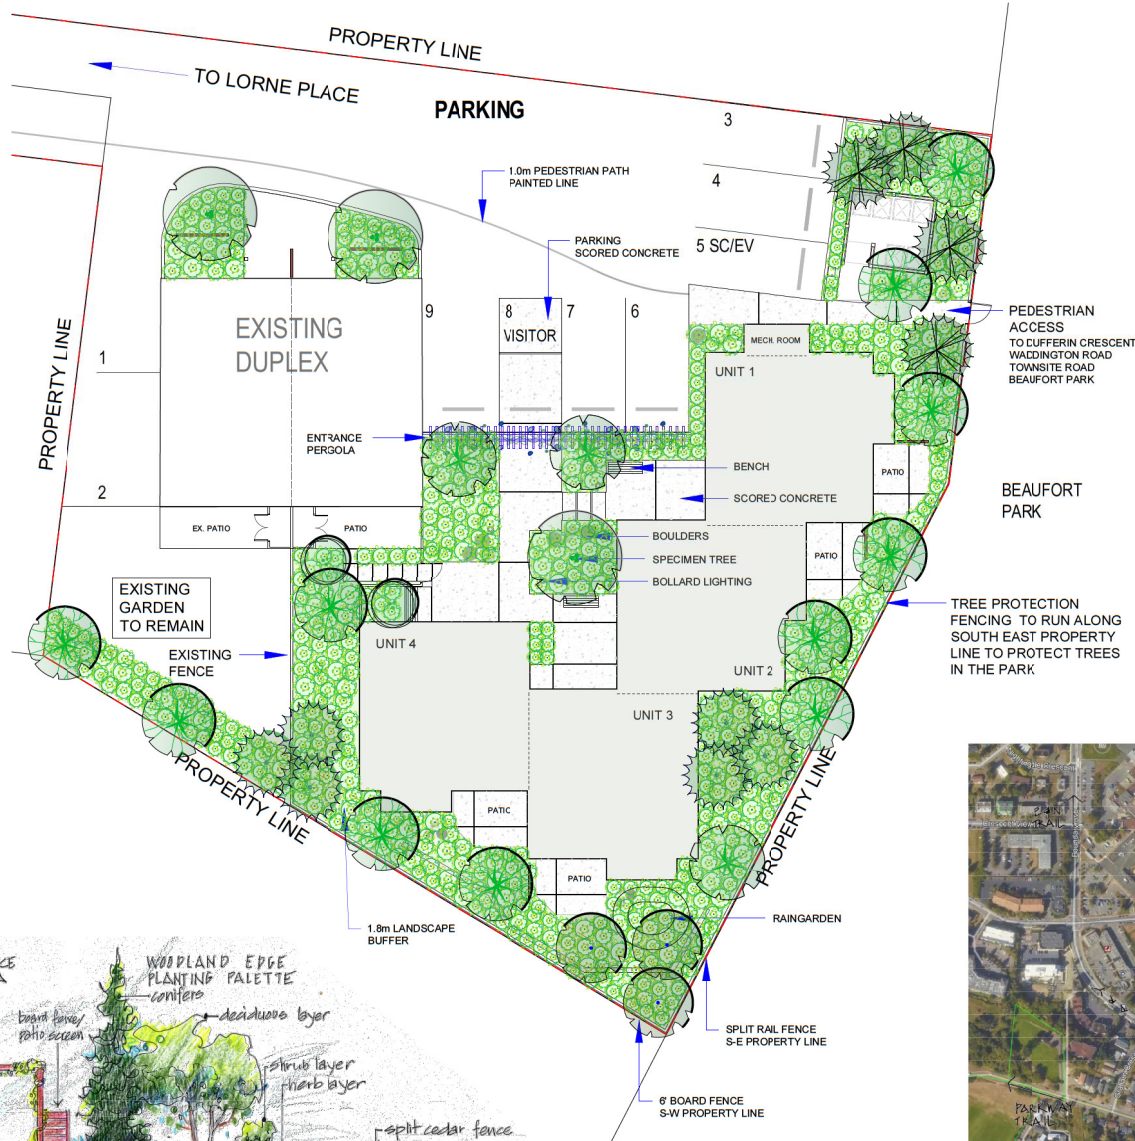 PROPERTY LINE
TO LORNE PLACE
PARKING
3
1.0m PEDESTRIAN PATH
PAINTED LINE
4
PARKING
SCORED CONCRETE
5 SC/EV
9
8
7
6
VISITOR
EXISTING
DUPLEX
MECH. ROOM
PEDESTRIAN
ACCESS
TO DUFFERIN CRESCENT
WADDINGTON ROAD
TOWNSITE ROAD
BEAUFORT PARK
PROPERTY LINE
1
UNIT 1
ENTRANCE
PERGOLA
BENCH
PATIO
SCORED CONCRETE
BEAUFORT
PARK
2
EX. PATIO
PATIO
BOULDERS
SPECIMEN TREE
BOLLARD LIGHTING
PATIO
EXISTING
GARDEN
TO REMAIN
TREE PROTECTION
FENCING TO RUN ALONG
SOUTH EAST PROPERTY
LINE TO PROTECT TREES
IN THE PARK
UNIT 4
EXISTING
FENCE
UNIT 2
UNIT 3
PROPERTY LINE
PROPERTY LINE
PATIO
PATIO
RAINGARDEN
1.8m LANDSCAPE
BUFFER
SPLIT RAIL FENCE
S-E PROPERTY LINE
6' BOARD FENCE
S-W PROPERTY LINE
WOODLAND EDGE
PLANTING PALETTE
conifers
board fence/
patio screen
deciduous layer
shrub layer
herb layer
split cedar fence
TRAIL
PARKWAY
TRAIL